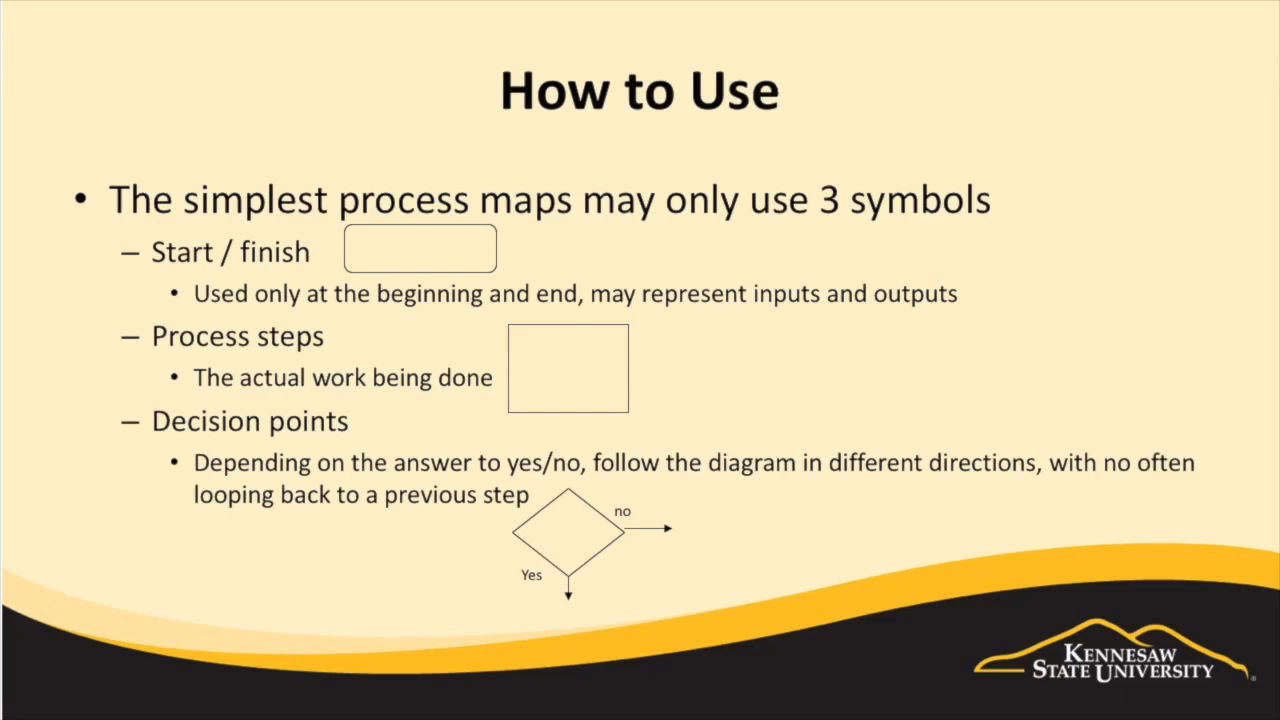 How to Use
• The simplest process maps may only use 3 symbols
– Start / finish
• Used only at the beginning and end, may represent inputs and outputs
– Process steps
• The actual work being done
– Decision points
• Depending on the answer to yes/no, follow the diagram in different directions, with no often
looping back to a previous step
no
Yes
KENNESAW
STATE UNIVERSITY